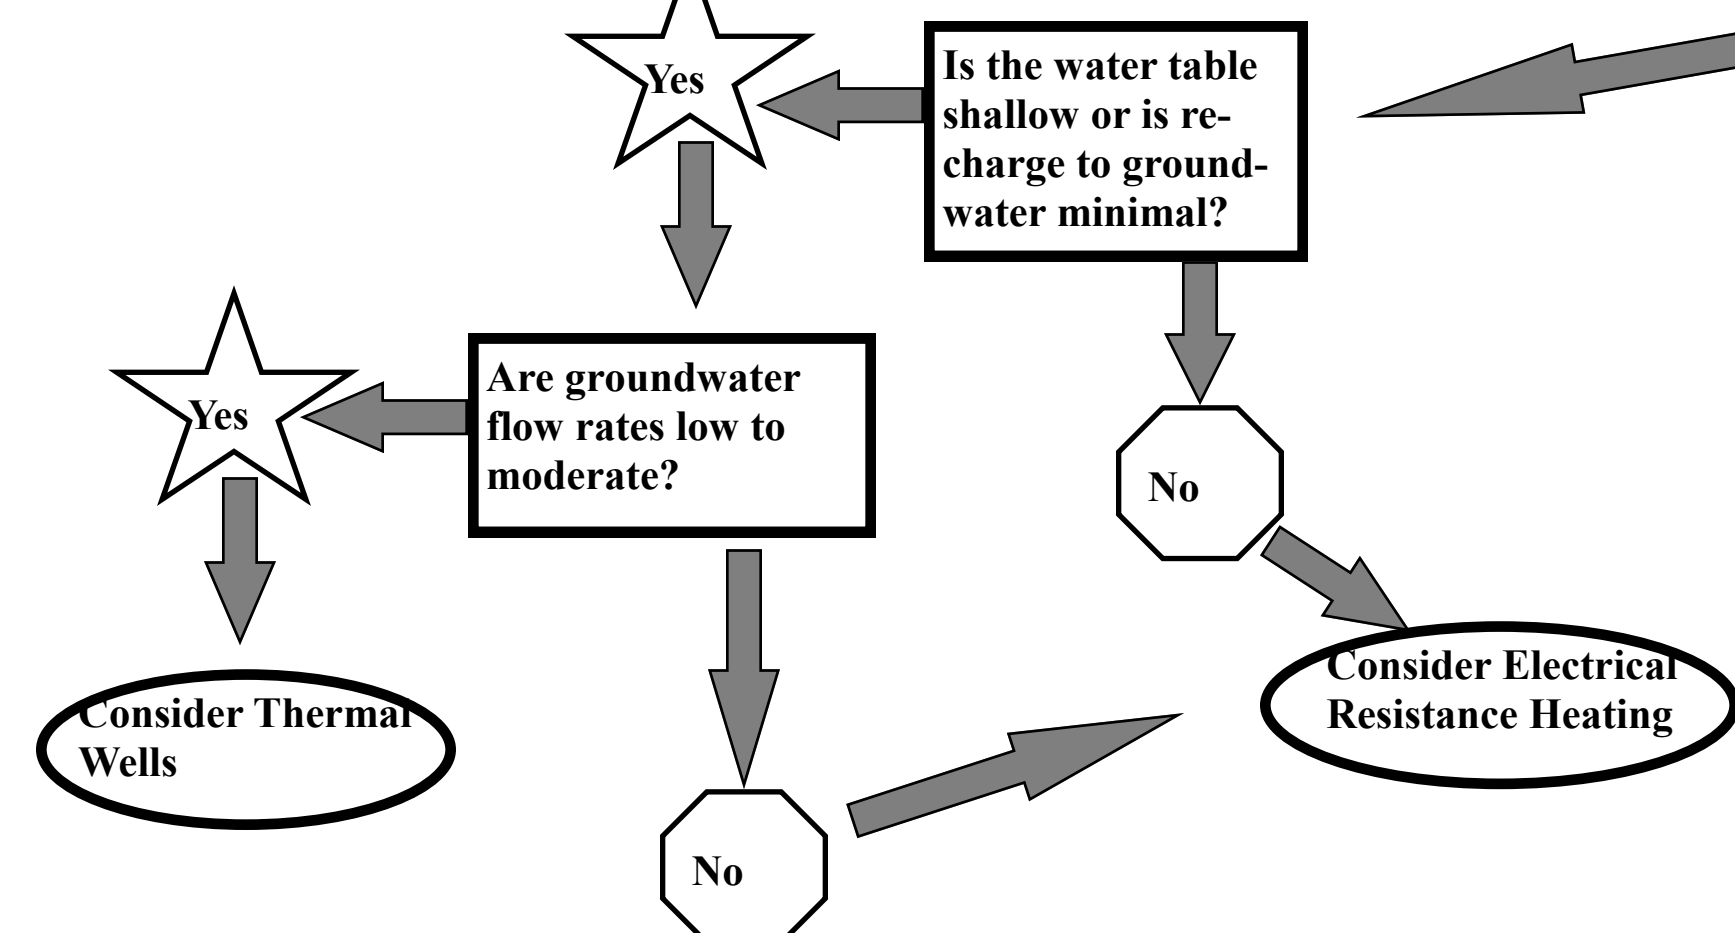 Yes
Is the water table
shallow or is re-
charge to ground-
water minimal?
Yes
Are groundwater
flow rates low to
moderate?
No
Consider Electrical
Resistance Heating
Consider Thermal
Wells
No